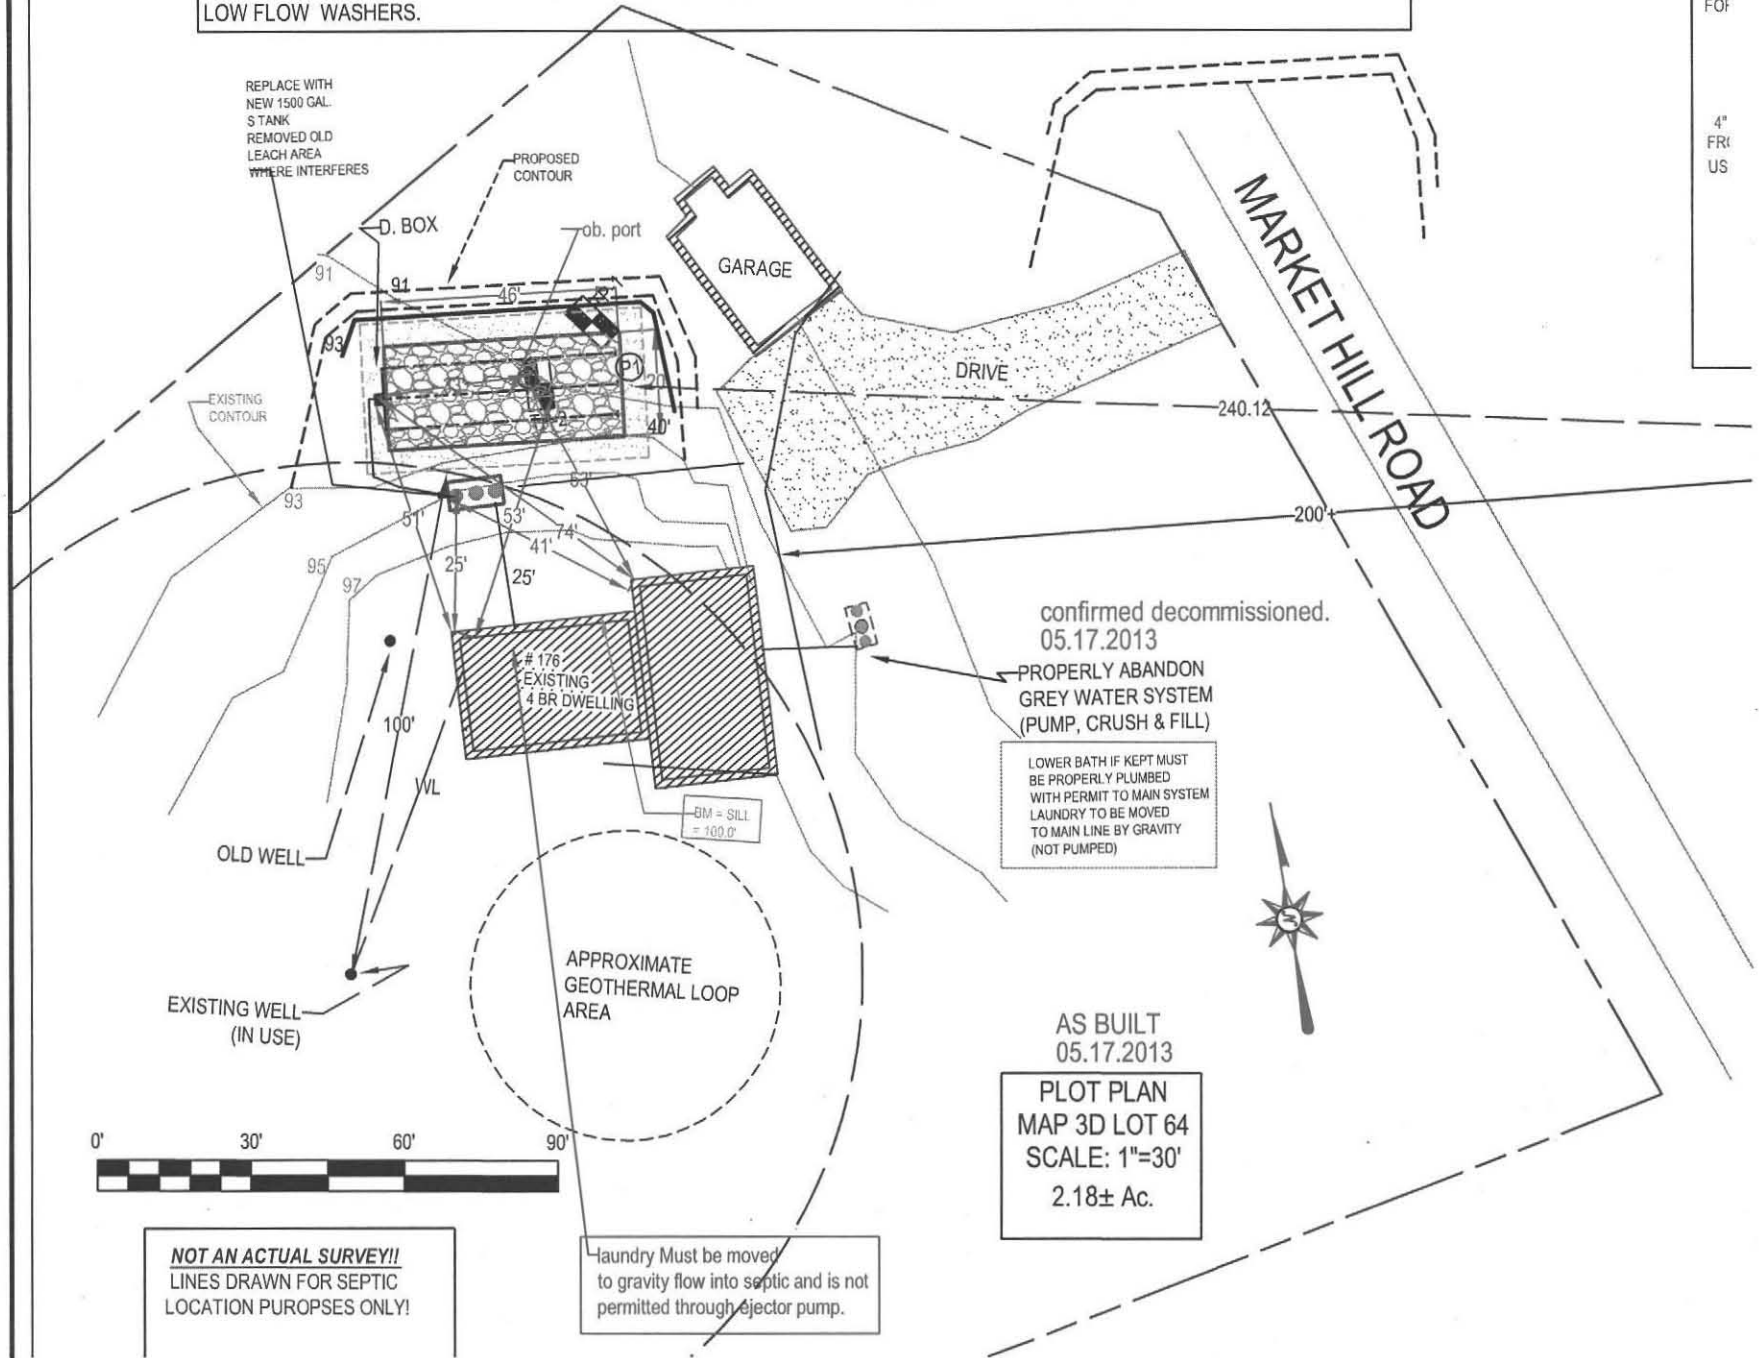 LOW FLOW WASHERS.
FOR
4"
US
REPLACE WITH
NEW 1500 GAL.
S TANK
REMOVED OLD
LEACH AREA
WHERE INTERFERES
PROPOSED
CONTOUR
D. BOX
ob. port
GARAGE
MARKET HILL ROAD
91
91
46'
93
P1
20'
40'
DRIVE
240.12
EXISTING
CONTOUR
93
53'
51'
53'
74'
41'
25'
25'
95
97
200'+
confirmed decommissioned.
05.17.2013
PROPERLY ABANDON
GREY WATER SYSTEM
(PUMP, CRUSH & FILL)
# 176
EXISTING
4 BR DWELLING
100'
WL
LOWER BATH IF KEPT MUST
BE PROPERLY PLUMBED
WITH PERMIT TO MAIN SYSTEM
LAUNDRY TO BE MOVED
TO MAIN LINE BY GRAVITY
(NOT PUMPED)
BM = SILL
= 100.0'
OLD WELL
N
APPROXIMATE
GEOTHERMAL LOOP
AREA
EXISTING WELL
(IN USE)
AS BUILT
05.17.2013
PLOT PLAN
MAP 3D LOT 64
SCALE: 1"=30'
2.18± Ac.
0' 30' 60' 90'
NOT AN ACTUAL SURVEY!!
LINES DRAWN FOR SEPTIC
LOCATION PUROPSES ONLY!
laundry Must be moved
to gravity flow into septic and is not
permitted through ejector pump.